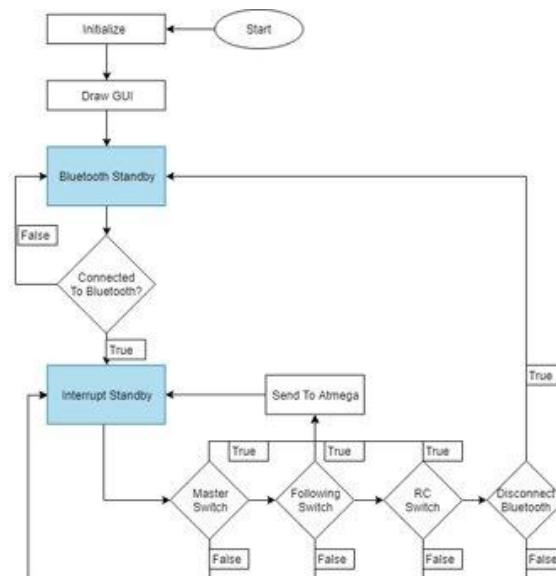 Initialize
Start
Draw GUI
Bluetooth Standby
False
Connected
To Bluetooth?
True
Interrupt Standby
Send To Atmega
True
True
True
True
Master
Switch
Following
Switch
RC
Switch
Disconnect
Bluetooth
False
False
False
False